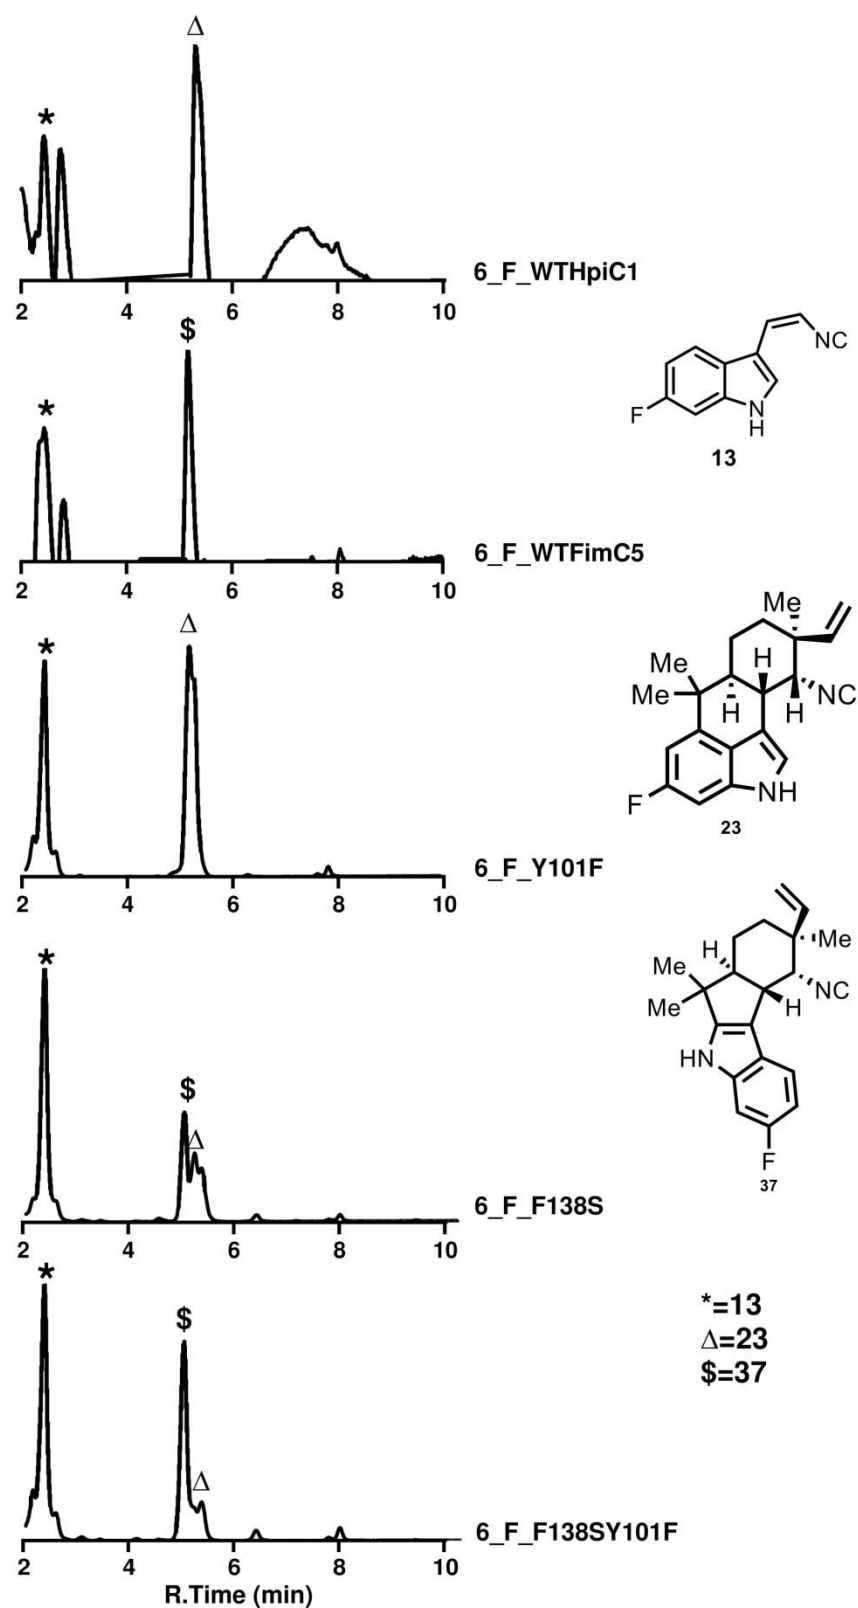 Δ
*
2 4 6 8 10
6_F_WTHpiC1
$
*
2 4 6 8 10
6_F_WTFimC5
Δ
*
2 4 6 8 10
6_F_Y101F
*
$
Δ
2 4 6 8 10
6_F_F138S
*
$
Δ
2 4 6 8 10
6_F_F138SY101F
R.Time (min)
NC
F
N
H
13
Me
H
Me
Me
NC
H
H
F
NH
23
H
Me
Me
NC
Me
H
HN
F
37
*=13
Δ=23
$=37